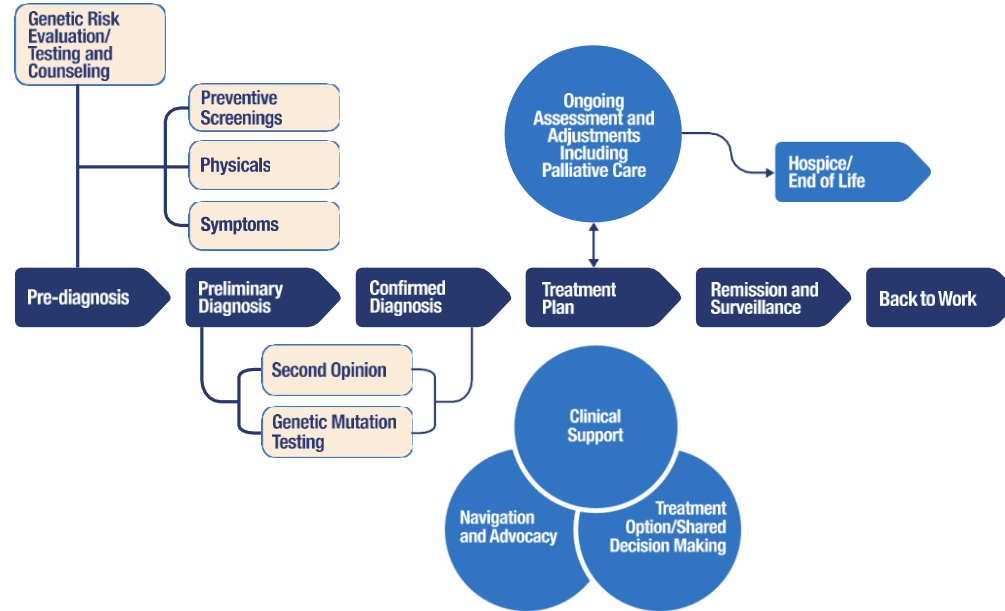 Genetic Risk
Evaluation/
Testing and
Counseling
Preventive
Screenings
Physicals
Symptoms
Ongoing
Assessment and
Adjustments
Including
Palliative Care
Hospice/
End of Life
Pre-diagnosis
Preliminary
Diagnosis
Confirmed
Diagnosis
Treatment
Plan
Remission and
Surveillance
Back to Work
Second Opinion
Genetic Mutation
Testing
Clinical
Support
Navigation
and Advocacy
Treatment
Option/Shared
Decision Making